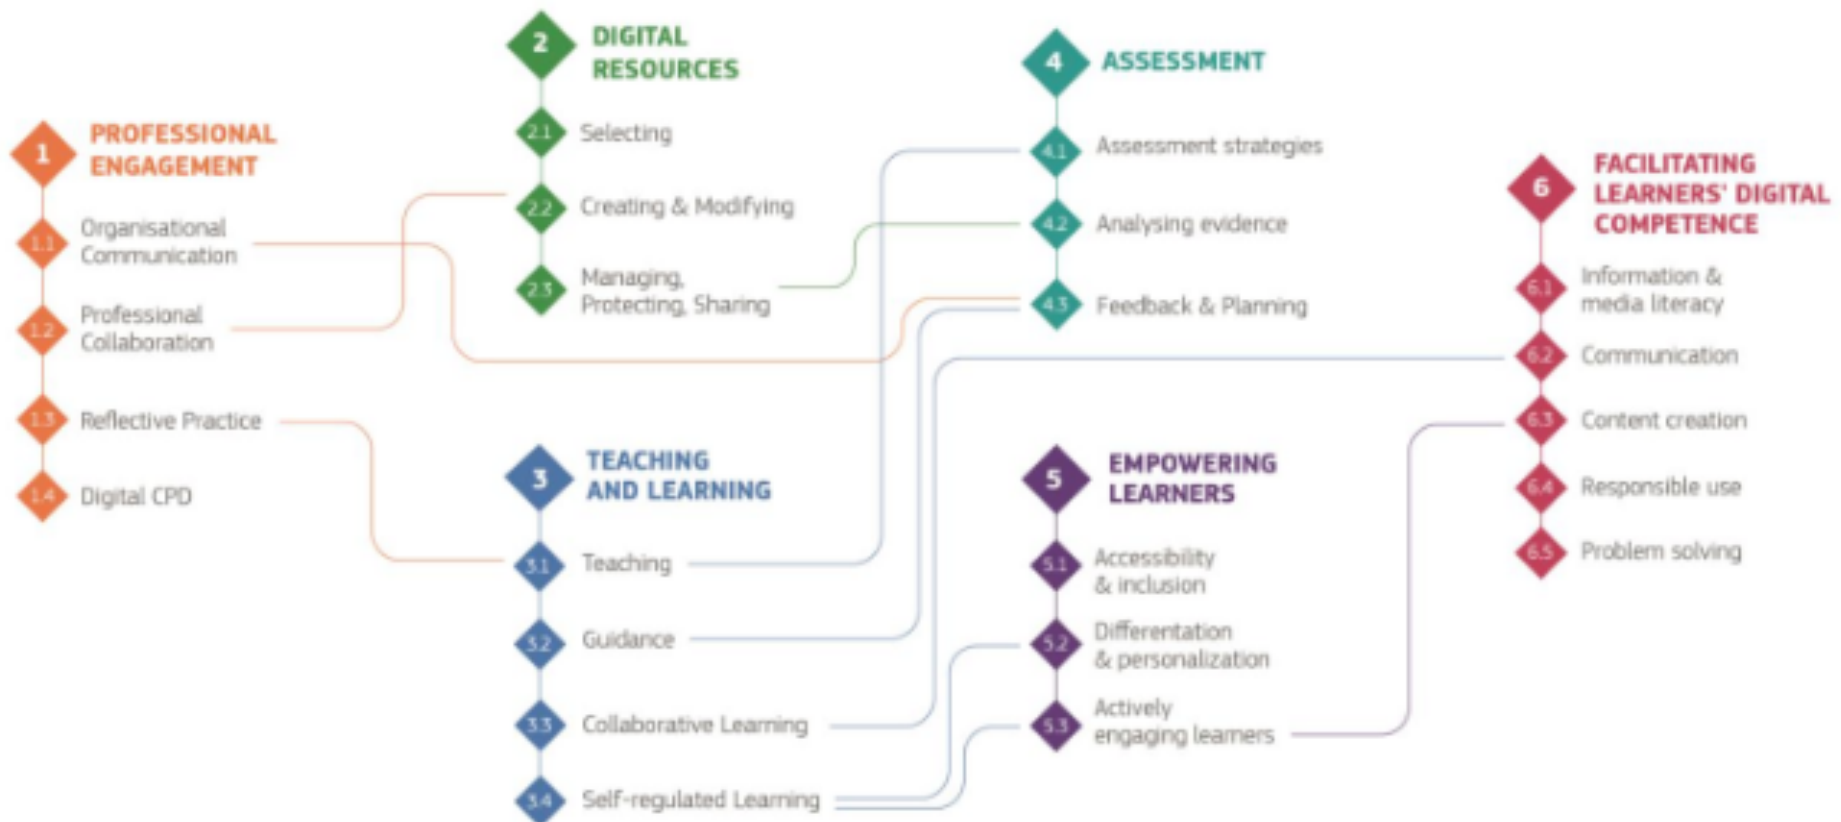 1
PROFESSIONAL
ENGAGEMENT
1.1
Organisational
Communication
1.2
Professional
Collaboration
1.3
Reflective Practice
1.4
Digital CPD
2
DIGITAL
RESOURCES
2.1
Selecting
2.2
Creating & Modifying
2.3
Managing,
Protecting, Sharing
3
TEACHING
AND LEARNING
3.1
Teaching
3.2
Guidance
3.3
Collaborative Learning
3.4
Self-regulated Learning
4
ASSESSMENT
4.1
Assessment strategies
4.2
Analysing evidence
4.3
Feedback & Planning
5
EMPOWERING
LEARNERS
5.1
Accessibility
& inclusion
5.2
Differentation
& personalization
5.3
Actively
engaging learners
6
FACILITATING
LEARNERS' DIGITAL
COMPETENCE
6.1
Information &
media literacy
6.2
Communication
6.3
Content creation
6.4
Responsible use
6.5
Problem solving